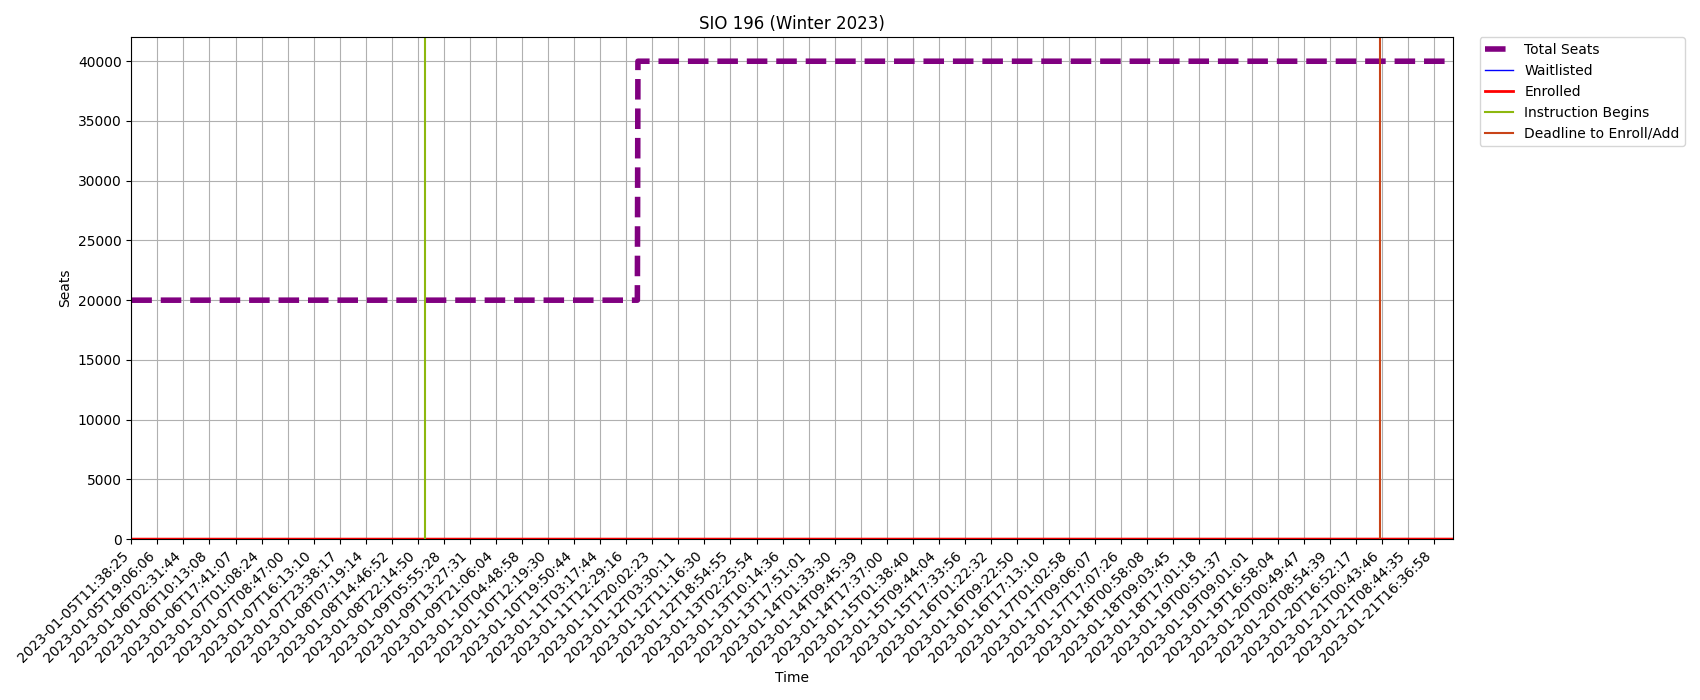 SIO 196 (Winter 2023)
Seats
40000
35000
30000
25000
20000
15000
10000
5000
0
2023-01-05T11:38:25
2023-01-05T19:06:06
2023-01-06T02:31:44
2023-01-06T10:13:08
2023-01-06T17:41:07
2023-01-07T01:08:24
2023-01-07T08:47:00
2023-01-07T16:13:10
2023-01-07T23:38:17
2023-01-08T07:19:14
2023-01-08T14:46:52
2023-01-08T22:14:50
2023-01-09T05:55:28
2023-01-09T13:27:31
2023-01-09T21:06:04
2023-01-10T04:48:58
2023-01-10T12:19:30
2023-01-10T19:50:44
2023-01-11T03:17:44
2023-01-11T12:29:16
2023-01-11T20:02:23
2023-01-12T03:30:11
2023-01-12T11:16:30
2023-01-12T18:54:55
2023-01-13T02:25:54
2023-01-13T10:14:36
2023-01-13T17:51:01
2023-01-14T01:33:30
2023-01-14T09:45:39
2023-01-14T17:37:00
2023-01-15T01:38:40
2023-01-15T09:44:04
2023-01-15T17:33:56
2023-01-16T01:22:32
2023-01-16T09:22:50
2023-01-16T17:13:10
2023-01-17T01:02:58
2023-01-17T09:06:07
2023-01-17T17:07:26
2023-01-18T00:58:08
2023-01-18T09:03:45
2023-01-18T17:01:18
2023-01-19T00:51:37
2023-01-19T09:01:01
2023-01-19T16:58:04
2023-01-20T00:49:47
2023-01-20T08:54:39
2023-01-20T16:52:17
2023-01-21T00:43:46
2023-01-21T08:44:35
2023-01-21T16:36:58
Time
Total Seats
Waitlisted
Enrolled
Instruction Begins
Deadline to Enroll/Add